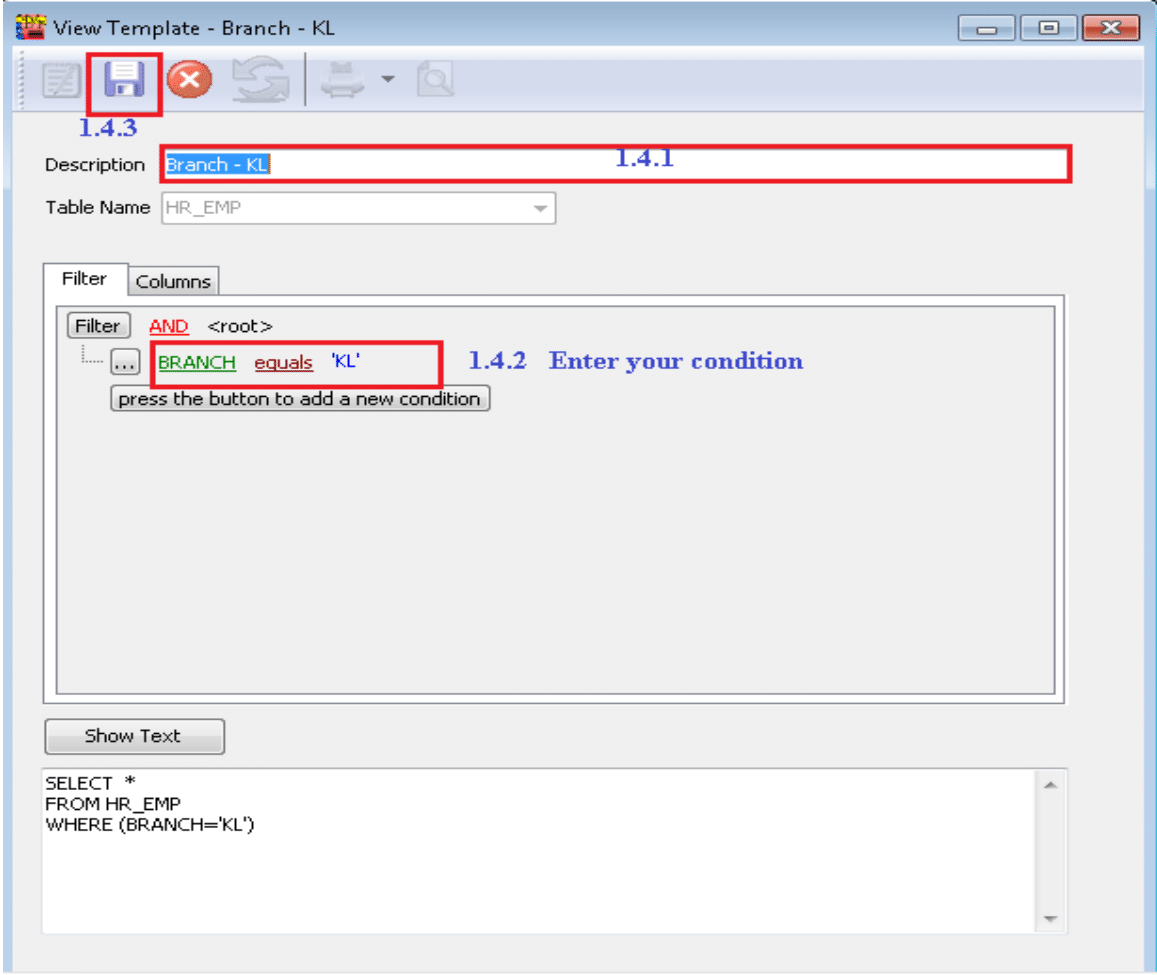 View Template - Branch - KL
1.4.3
Description Branch - KL 1.4.1
Table Name HR_EMP
Filter Columns
Filter AND <root>
... BRANCH equals 'KL' 1.4.2 Enter your condition
press the button to add a new condition
Show Text
SELECT *
FROM HR_EMP
WHERE (BRANCH='KL')